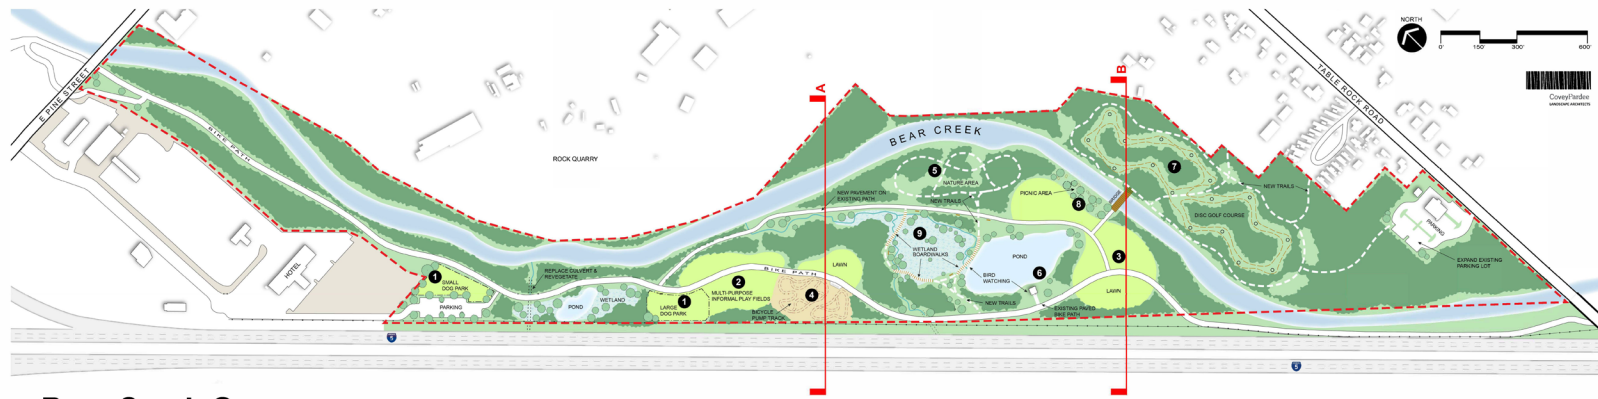 NORTH
0'
150'
300'
600'
CoveyPardee
LANDSCAPE ARCHITECTS
E PINE STREET
TABLE ROCK ROAD
A
B
BIKE PATH
ROCK QUARRY
BEAR CREEK
5
NATURE AREA
7
NEW TRAILS
PICNIC AREA
8
BRIDGE
NEW PAVEMENT ON
EXISTING PATH
NEW TRAILS
DISC GOLF COURSE
PARKING
9
WETLAND
BOARDWALKS
POND
3
EXPAND EXISTING
PARKING LOT
HOTEL
1
SMALL
DOG PARK
REPLACE CULVERT &
REVEGETATE
LAWN
BIKE PATH
2
MULTI-PURPOSE
INFORMAL PLAY FIELDS
BIRD
WATCHING
6
LAWN
PARKING
POND
WETLAND
1
LARGE
DOG PARK
4
BICYCLE
PUMP TRACK
NEW TRAILS
EXISTING PAVED
BIKE PATH
5
5